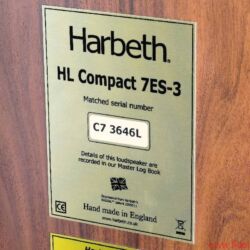 Harbeth®
HL Compact 7ES-3
Matched serial number
C7 3646L
Details of this loudspeaker are
recorded in our Master Log Book
Harbeth
Hand made in England
www.harbeth.co.uk